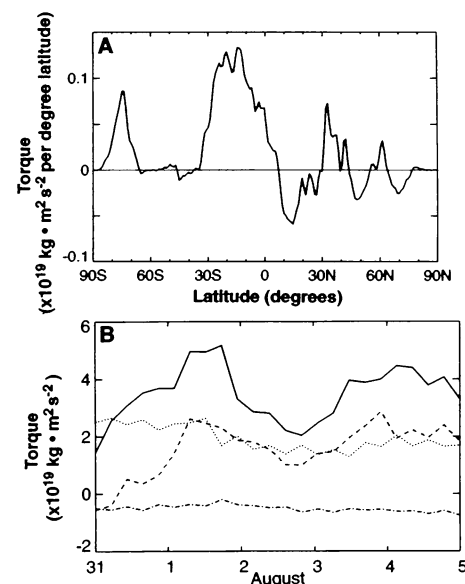 A
Torque
(x10¹⁹ kg • m² s⁻² per degree latitude)
0.1
0
-0.1
90S 60S 30S 0 30N 60N 90N
Latitude (degrees)
B
Torque
(x10¹⁹ kg • m² s⁻²)
6
4
2
0
-2
31 1 2 3 4 5
August